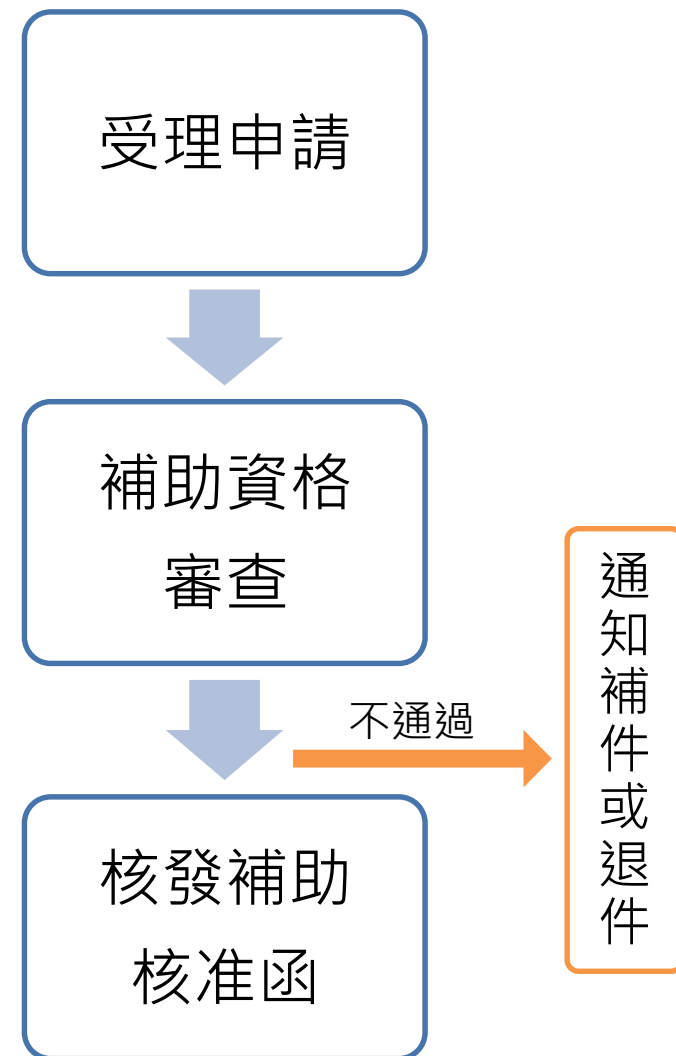 受理申請
補助資格
審查
不通過
通知補件或退件
核發補助
核准函